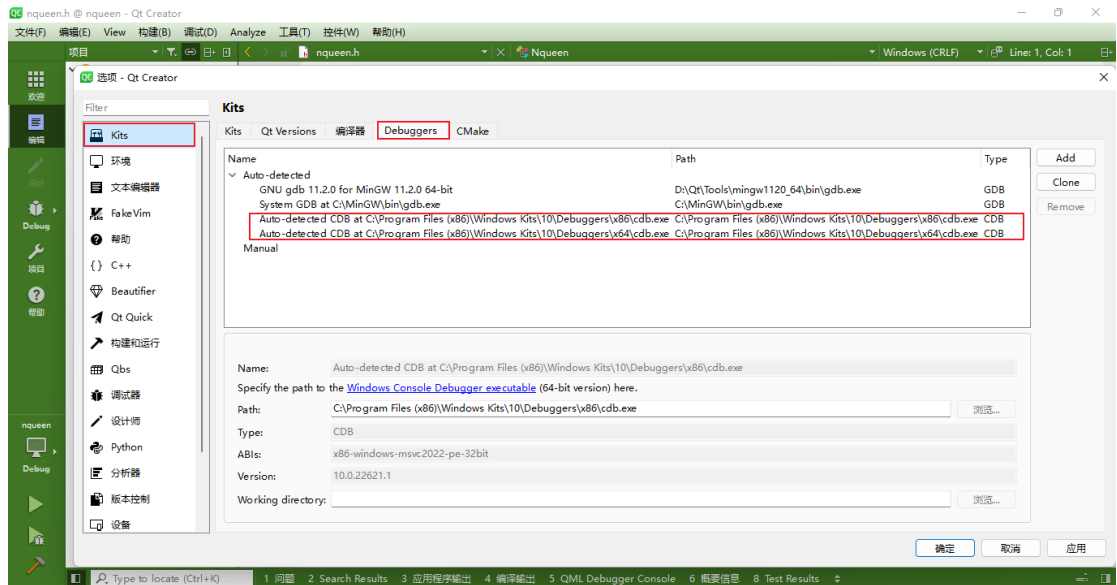 nqueen.h @ nqueen - Qt Creator
文件(F) 编辑(E) View 构建(B) 调试(D) Analyze 工具(T) 控件(W) 帮助(H)
项目 nqueen.h Nqueen Windows (CRLF) Line: 1, Col: 1
选项 - Qt Creator
欢迎
编辑
设计
Debug
项目
帮助
nqueen
Debug
Filter
Kits
环境
文本编辑器
FakeVim
帮助
{} C++
Beautifier
Qt Quick
构建和运行
Qbs
调试器
设计师
Python
分析器
版本控制
设备
Kits
Kits Qt Versions 编译器 Debuggers CMake
Name Path Type
Auto-detected
GNU gdb 11.2.0 for MinGW 11.2.0 64-bit D:\Qt\Tools\mingw1120_64\bin\gdb.exe GDB
System GDB at C:\MinGW\bin\gdb.exe C:\MinGW\bin\gdb.exe GDB
Auto-detected CDB at C:\Program Files (x86)\Windows Kits\10\Debuggers\x86\cdb.exe C:\Program Files (x86)\Windows Kits\10\Debuggers\x86\cdb.exe CDB
Auto-detected CDB at C:\Program Files (x86)\Windows Kits\10\Debuggers\x64\cdb.exe C:\Program Files (x86)\Windows Kits\10\Debuggers\x64\cdb.exe CDB
Manual
Add
Clone
Remove
Name: Auto-detected CDB at C:\Program Files (x86)\Windows Kits\10\Debuggers\x86\cdb.exe
Specify the path to the Windows Console Debugger executable (64-bit version) here.
Path: C:\Program Files (x86)\Windows Kits\10\Debuggers\x86\cdb.exe 浏览...
Type: CDB
ABIs: x86-windows-msvc2022-pe-32bit
Version: 10.0.22621.1
Working directory: 浏览...
确定 取消 应用
Type to locate (Ctrl+K) 1 问题 2 Search Results 3 应用程序输出 4 编译输出 5 QML Debugger Console 6 概要信息 8 Test Results